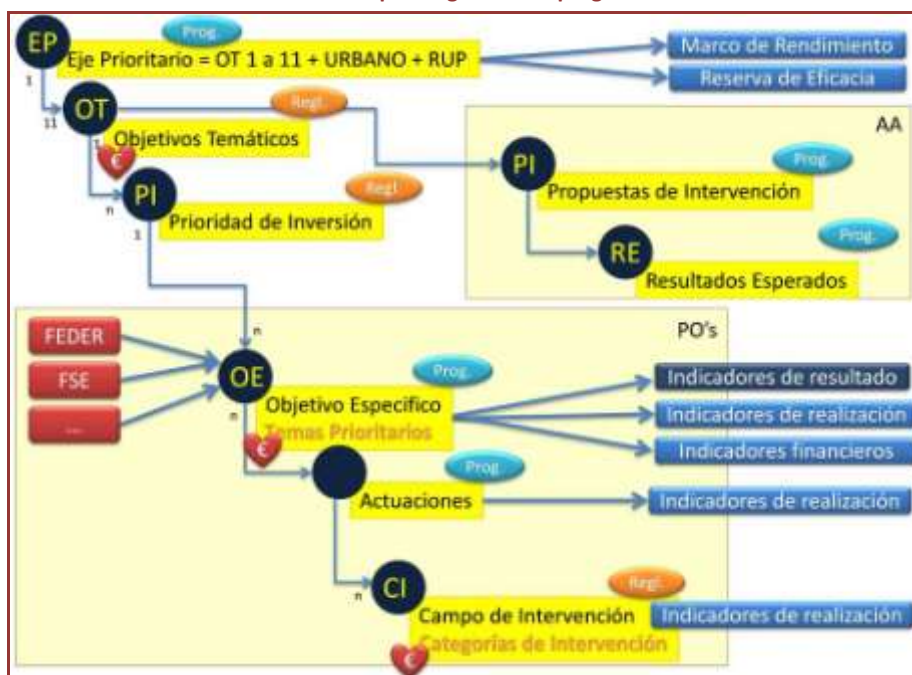 EP
Prog.
Eje Prioritario = OT 1 a 11 + URBANO + RUP
Marco de Rendimiento
Reserva de Eficacia
1
11
OT
Regl.
Objetivos Temáticos
1
€
n
PI
Regl.
Prioridad de Inversión
1
AA
PI
Prog.
Propuestas de Intervención
Prog.
RE
Resultados Esperados
n
PO's
FEDER
FSE
...
OE
n
Prog.
Objetivo Específico
Temas Prioritarios
€
Indicadores de resultado
Indicadores de realización
Indicadores financieros
Prog.
Actuaciones
Indicadores de realización
n
CI
Regl.
Campo de Intervención
Categorías de Intervención
€
Indicadores de realización